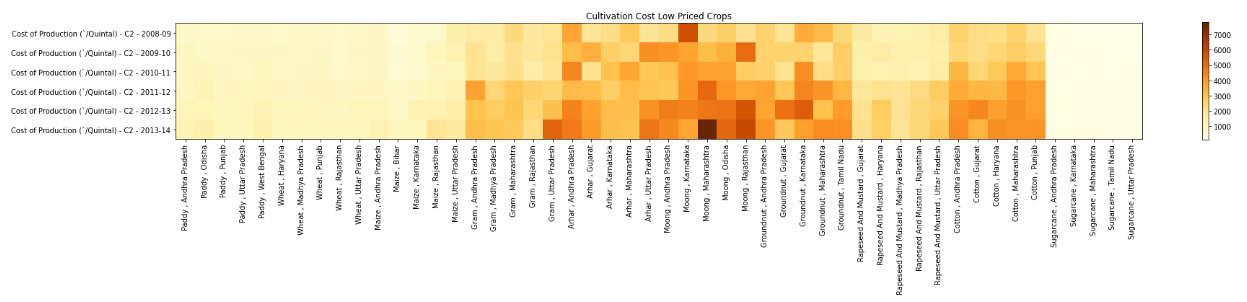 Cultivation Cost Low Priced Crops
Cost of Production (`/Quintal) - C2 - 2008-09
Cost of Production (`/Quintal) - C2 - 2009-10
Cost of Production (`/Quintal) - C2 - 2010-11
Cost of Production (`/Quintal) - C2 - 2011-12
Cost of Production (`/Quintal) - C2 - 2012-13
Cost of Production (`/Quintal) - C2 - 2013-14
7000
6000
5000
4000
3000
2000
1000
Paddy , Andhra Pradesh
Paddy , Odisha
Paddy , Punjab
Paddy , Uttar Pradesh
Paddy , West Bengal
Wheat , Haryana
Wheat , Madhya Pradesh
Wheat , Punjab
Wheat , Rajasthan
Wheat , Uttar Pradesh
Maize , Andhra Pradesh
Maize , Bihar
Maize , Karnataka
Maize , Rajasthan
Maize , Uttar Pradesh
Gram , Andhra Pradesh
Gram , Madhya Pradesh
Gram , Maharashtra
Gram , Rajasthan
Gram , Uttar Pradesh
Arhar , Andhra Pradesh
Arhar , Gujarat
Arhar , Karnataka
Arhar , Maharashtra
Arhar , Uttar Pradesh
Moong , Andhra Pradesh
Moong , Karnataka
Moong , Maharashtra
Moong , Odisha
Moong , Rajasthan
Groundnut , Andhra Pradesh
Groundnut , Gujarat
Groundnut , Karnataka
Groundnut , Maharashtra
Groundnut , Tamil Nadu
Rapeseed And Mustard , Gujarat
Rapeseed And Mustard , Haryana
Rapeseed And Mustard , Madhya Pradesh
Rapeseed And Mustard , Rajasthan
Rapeseed And Mustard , Uttar Pradesh
Cotton , Andhra Pradesh
Cotton , Gujarat
Cotton , Haryana
Cotton , Maharashtra
Cotton , Punjab
Sugarcane , Andhra Pradesh
Sugarcane , Karnataka
Sugarcane , Maharashtra
Sugarcane , Tamil Nadu
Sugarcane , Uttar Pradesh